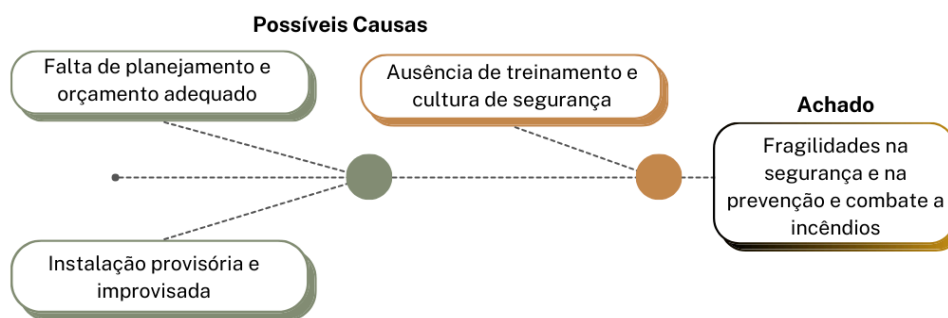 Possíveis Causas
Falta de planejamento e
orçamento adequado
Ausência de treinamento e
cultura de segurança
Achado
Fragilidades na
segurança e na
prevenção e combate a
incêndios
Instalação provisória e
improvisada